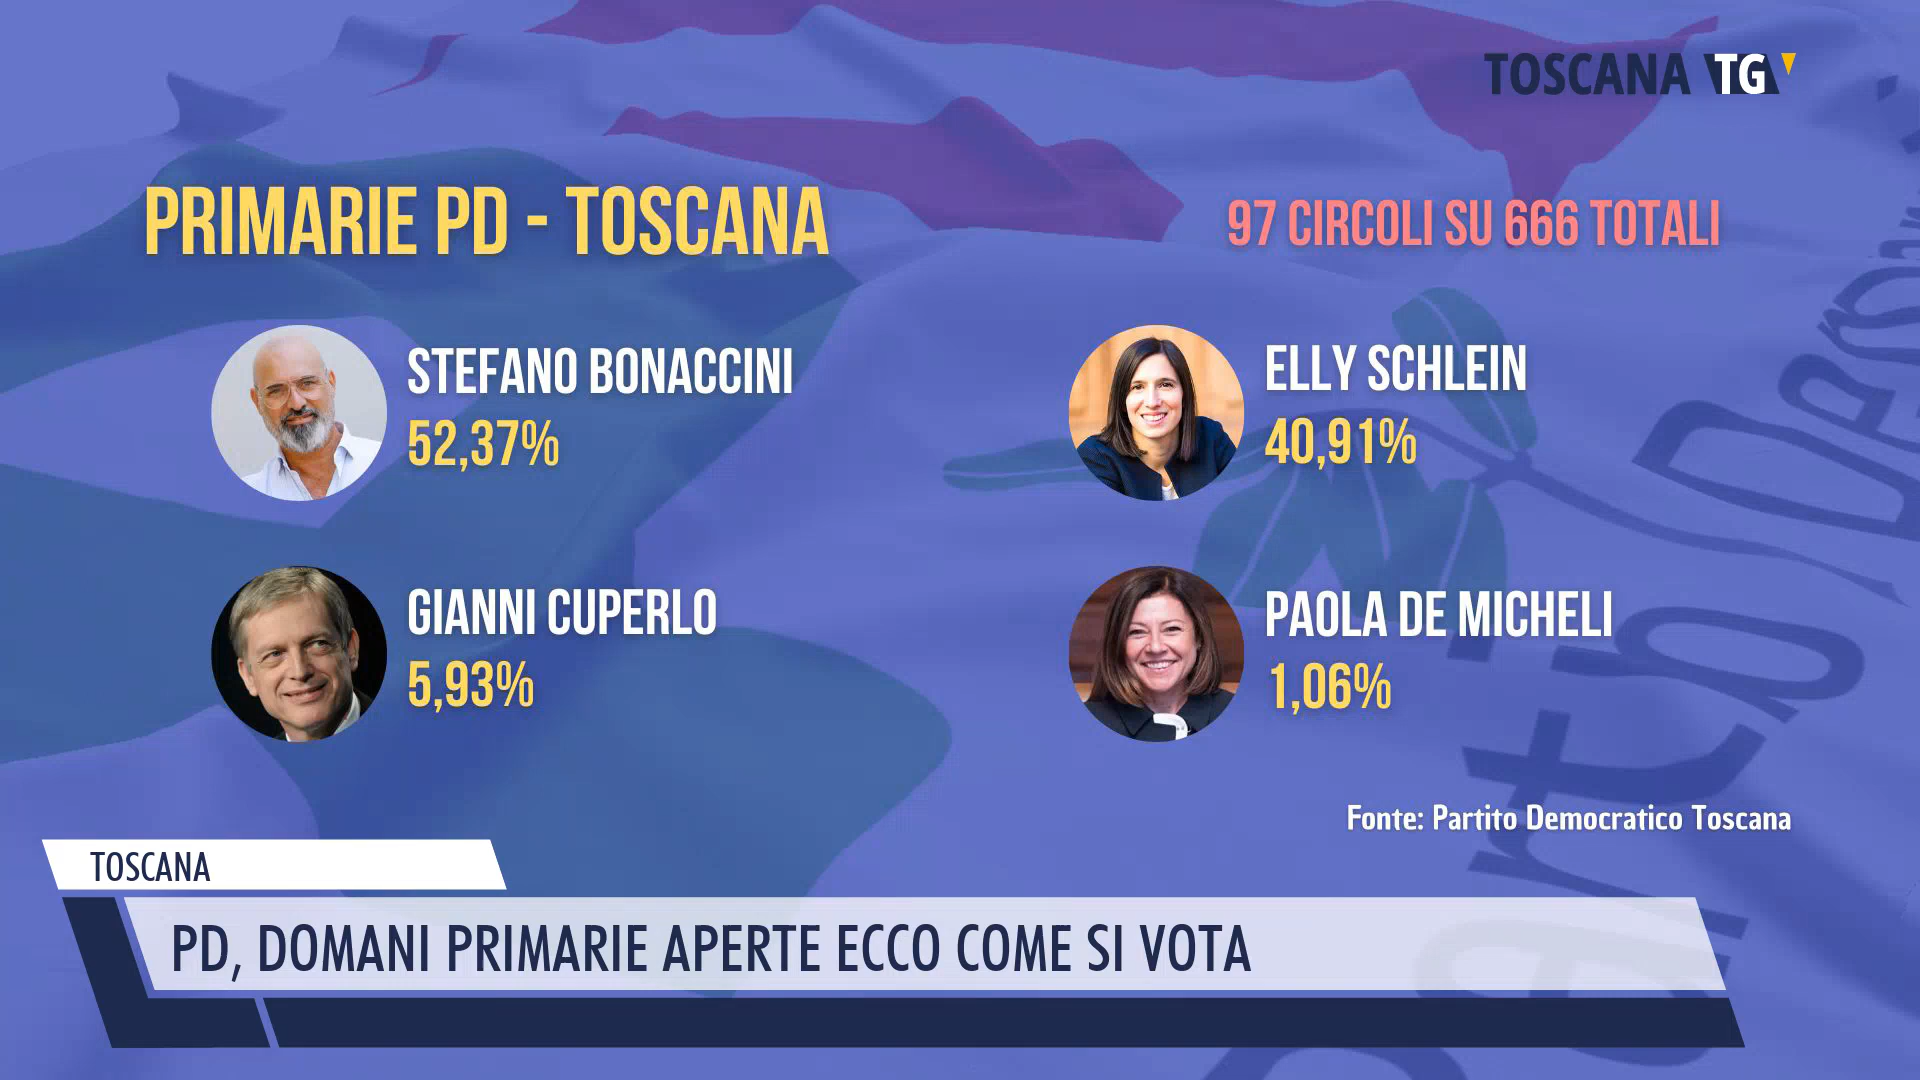 TOSCANA TG
PRIMARIE PD - TOSCANA
97 CIRCOLI SU 666 TOTALI
STEFANO BONACCINI
52,37%
ELLY SCHLEIN
40,91%
GIANNI CUPERLO
5,93%
PAOLA DE MICHELI
1,06%
Fonte: Partito Democratico Toscana
TOSCANA
PD, DOMANI PRIMARIE APERTE ECCO COME SI VOTA